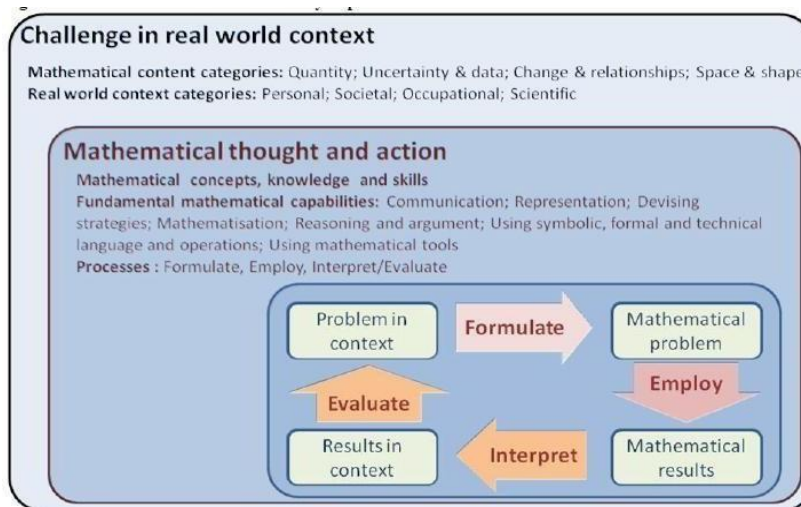 Challenge in real world context
Mathematical content categories: Quantity; Uncertainty & data; Change & relationships; Space & shape
Real world context categories: Personal; Societal; Occupational; Scientific
Mathematical thought and action
Mathematical concepts, knowledge and skills
Fundamental mathematical capabilities: Communication; Representation; Devising
strategies; Mathematisation; Reasoning and argument; Using symbolic, formal and technical
language and operations; Using mathematical tools
Processes : Formulate, Employ, Interpret/Evaluate
Problem in
context
Formulate
Mathematical
problem
Evaluate
Employ
Results in
context
Interpret
Mathematical
results